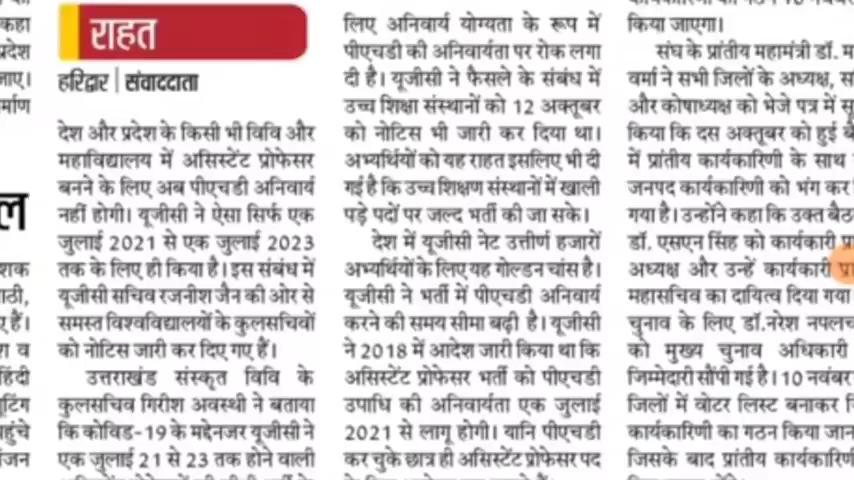 कहा
प्रदेश
जाए।
र्माण
ल
शक
ाठी,
ए हैं।
श व
हिंदी
पहुंचे
राहत
हरिद्वार | संवाददाता
देश और प्रदेश के किसी भी विवि और
महाविद्यालय में असिस्टेंट प्रोफेसर
बनने के लिए अब पीएचडी अनिवार्य
नहीं होगी। यूजीसी ने ऐसा सिर्फ एक
जुलाई 2021 से एक जुलाई 2023
तक के लिए ही किया है। इस संबंध में
यूजीसी सचिव रजनीश जैन की ओर से
समस्त विश्वविद्यालयों के कुलसचिवों
को नोटिस जारी कर दिए गए हैं।
उत्तराखंड संस्कृत विवि के
कुलसचिव गिरीश अवस्थी ने बताया
कि कोविड-19 के मद्देनजर यूजीसी ने
एक जुलाई 21 से 23 तक होने वाली
लिए अनिवार्य योग्यता के रूप में
पीएचडी की अनिवार्यता पर रोक लगा
दी है। यूजीसी ने फैसले के संबंध में
उच्च शिक्षा संस्थानों को 12 अक्तूबर
को नोटिस भी जारी कर दिया था।
अभ्यर्थियों को यह राहत इसलिए भी दी
गई है कि उच्च शिक्षण संस्थानों में खाली
पड़े पदों पर जल्द भर्ती की जा सके।
देश में यूजीसी नेट उत्तीर्ण हजारों
अभ्यर्थियों के लिए यह गोल्डन चांस है।
यूजीसी ने भर्ती में पीएचडी अनिवार्य
करने की समय सीमा बढ़ी है। यूजीसी
ने 2018 में आदेश जारी किया था कि
असिस्टेंट प्रोफेसर भर्ती को पीएचडी
उपाधि की अनिवार्यता एक जुलाई
2021 से लागू होगी। यानि पीएचडी
कर चुके छात्र ही असिस्टेंट प्रोफेसर पद
किया जाएगा।
संघ के प्रांतीय महामंत्री डॉ. म
वर्मा ने सभी जिलों के अध्यक्ष, स
और कोषाध्यक्ष को भेजे पत्र में सू
किया कि दस अक्तूबर को हुई बै
में प्रांतीय कार्यकारिणी के साथ
जनपद कार्यकारिणी को भंग कर
गया है। उन्होंने कहा कि उक्त बैठ
डॉ. एसएन सिंह को कार्यकारी प्रा
अध्यक्ष और उन्हें कार्यकारी प्रा
महासचिव का दायित्व दिया गया
चुनाव के लिए डॉ.नरेश नपलच
को मुख्य चुनाव अधिकारी
जिम्मेदारी सौंपी गई है। 10 नवंबर
जिलों में वोटर लिस्ट बनाकर
कार्यकारिणी का गठन किया जान
जिसके बाद प्रांतीय कार्यकारिणी